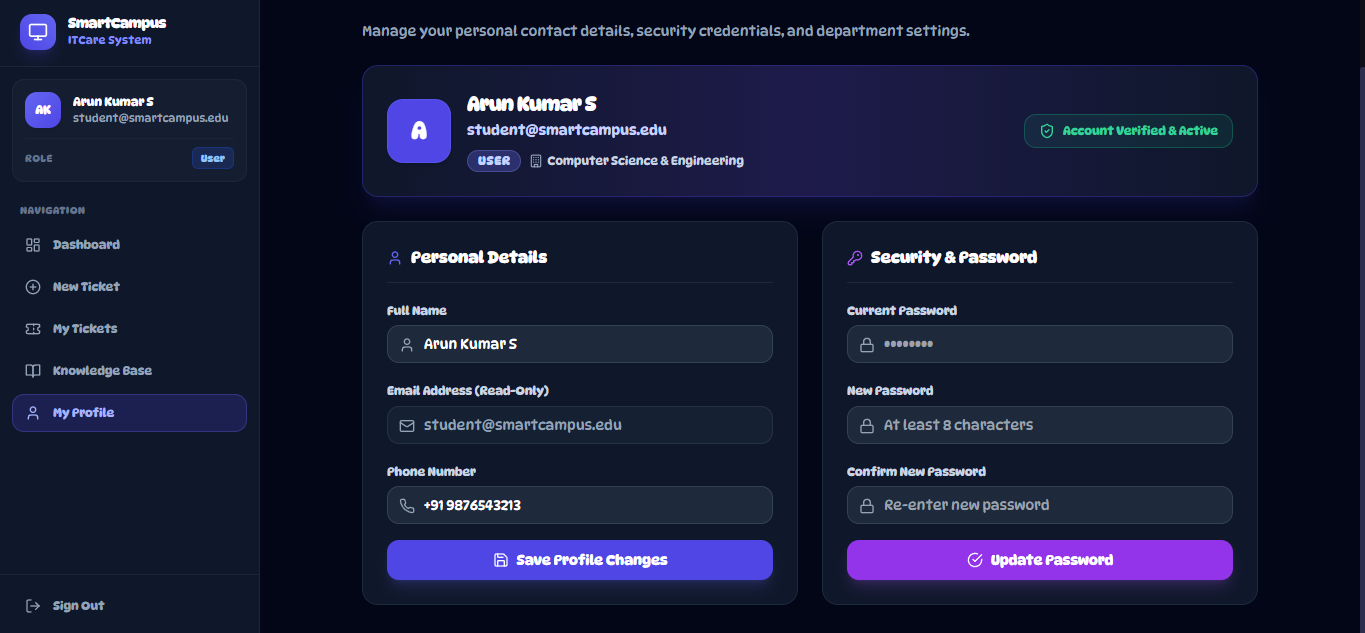 SmartCampus
ITCare System
AK
Arun Kumar S
student@smartcampus.edu
ROLE
User
NAVIGATION
Dashboard
New Ticket
My Tickets
Knowledge Base
My Profile
Sign Out
Manage your personal contact details, security credentials, and department settings.
A
Arun Kumar S
student@smartcampus.edu
USER
Computer Science & Engineering
Account Verified & Active
Personal Details
Full Name
Arun Kumar S
Email Address (Read-Only)
student@smartcampus.edu
Phone Number
+91 9876543213
Save Profile Changes
Security & Password
Current Password
••••••••
New Password
At least 8 characters
Confirm New Password
Re-enter new password
Update Password